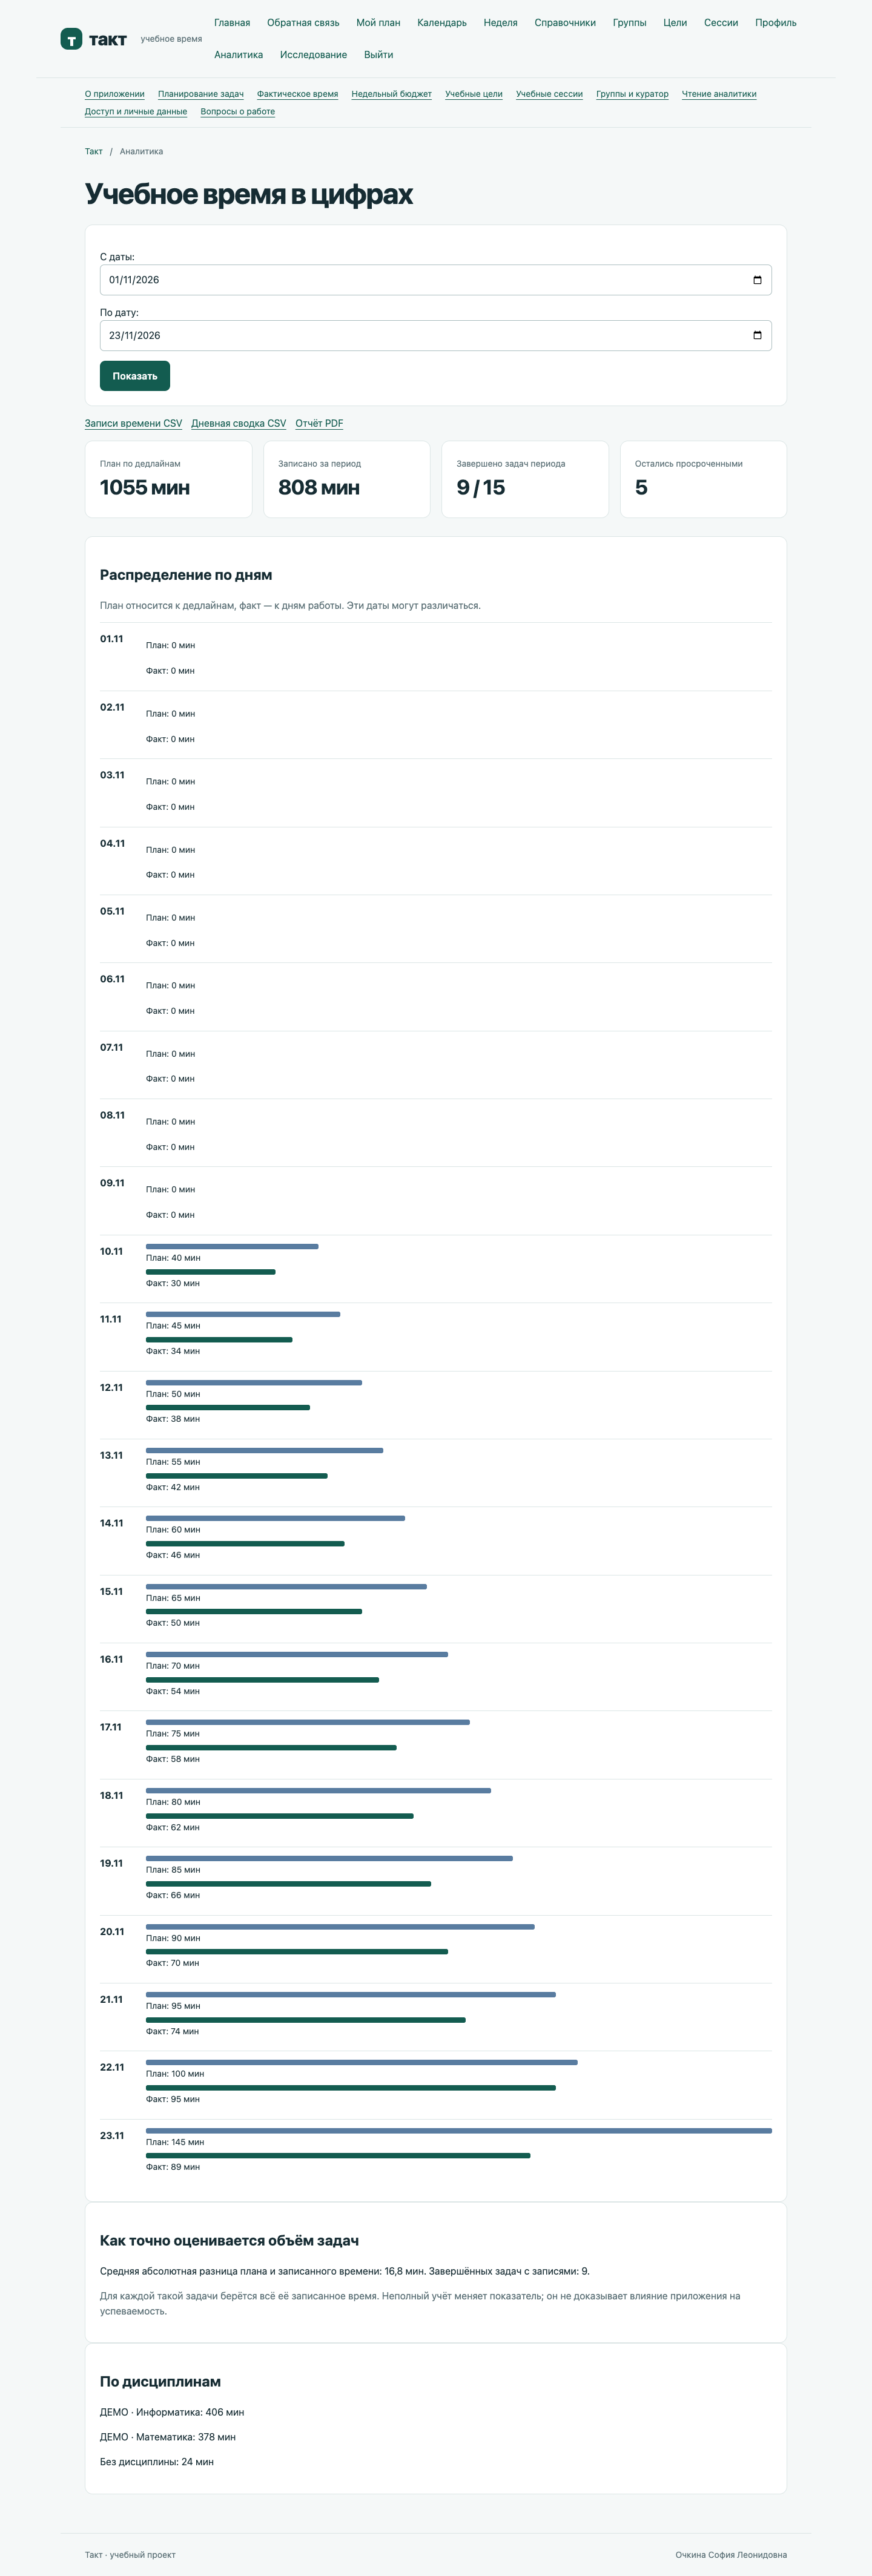 т такт учебное время
Главная Обратная связь Мой план Календарь Неделя Справочники Группы Цели Сессии Профиль
Аналитика Исследование Выйти
О приложении Планирование задач Фактическое время Недельный бюджет Учебные цели Учебные сессии Группы и куратор Чтение аналитики
Доступ и личные данные Вопросы о работе
Такт / Аналитика
Учебное время в цифрах
С даты:
01/11/2026
По дату:
23/11/2026
Показать
Записи времени CSV Дневная сводка CSV Отчёт PDF
План по дедлайнам
1055 мин
Записано за период
808 мин
Завершено задач периода
9 / 15
Остались просроченными
5
Распределение по дням
План относится к дедлайнам, факт — к дням работы. Эти даты могут различаться.
01.11
План: 0 мин
Факт: 0 мин
02.11
План: 0 мин
Факт: 0 мин
03.11
План: 0 мин
Факт: 0 мин
04.11
План: 0 мин
Факт: 0 мин
05.11
План: 0 мин
Факт: 0 мин
06.11
План: 0 мин
Факт: 0 мин
07.11
План: 0 мин
Факт: 0 мин
08.11
План: 0 мин
Факт: 0 мин
09.11
План: 0 мин
Факт: 0 мин
10.11
План: 40 мин
Факт: 30 мин
11.11
План: 45 мин
Факт: 34 мин
12.11
План: 50 мин
Факт: 38 мин
13.11
План: 55 мин
Факт: 42 мин
14.11
План: 60 мин
Факт: 46 мин
15.11
План: 65 мин
Факт: 50 мин
16.11
План: 70 мин
Факт: 54 мин
17.11
План: 75 мин
Факт: 58 мин
18.11
План: 80 мин
Факт: 62 мин
19.11
План: 85 мин
Факт: 66 мин
20.11
План: 90 мин
Факт: 70 мин
21.11
План: 95 мин
Факт: 74 мин
22.11
План: 100 мин
Факт: 95 мин
23.11
План: 145 мин
Факт: 89 мин
Как точно оценивается объём задач
Средняя абсолютная разница плана и записанного времени: 16,8 мин. Завершённых задач с записями: 9.
Для каждой такой задачи берётся всё её записанное время. Неполный учёт меняет показатель; он не доказывает влияние приложения на
успеваемость.
По дисциплинам
ДЕМО · Информатика: 406 мин
ДЕМО · Математика: 378 мин
Без дисциплины: 24 мин
Такт · учебный проект
Очкина София Леонидовна